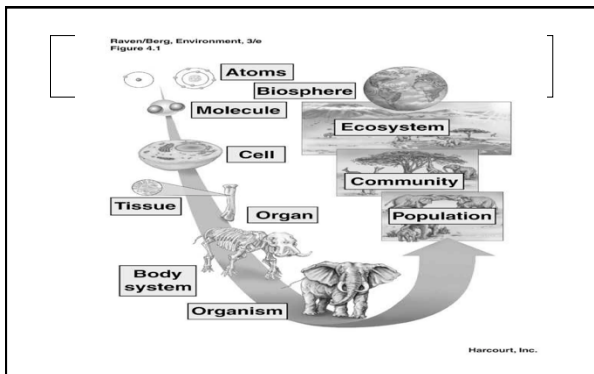 Raven/Berg, Environment, 3/e
Figure 4.1
Atoms
Biosphere
Molecule
Ecosystem
Cell
Community
Tissue
Organ
Population
Body
system
Organism
Harcourt, Inc.